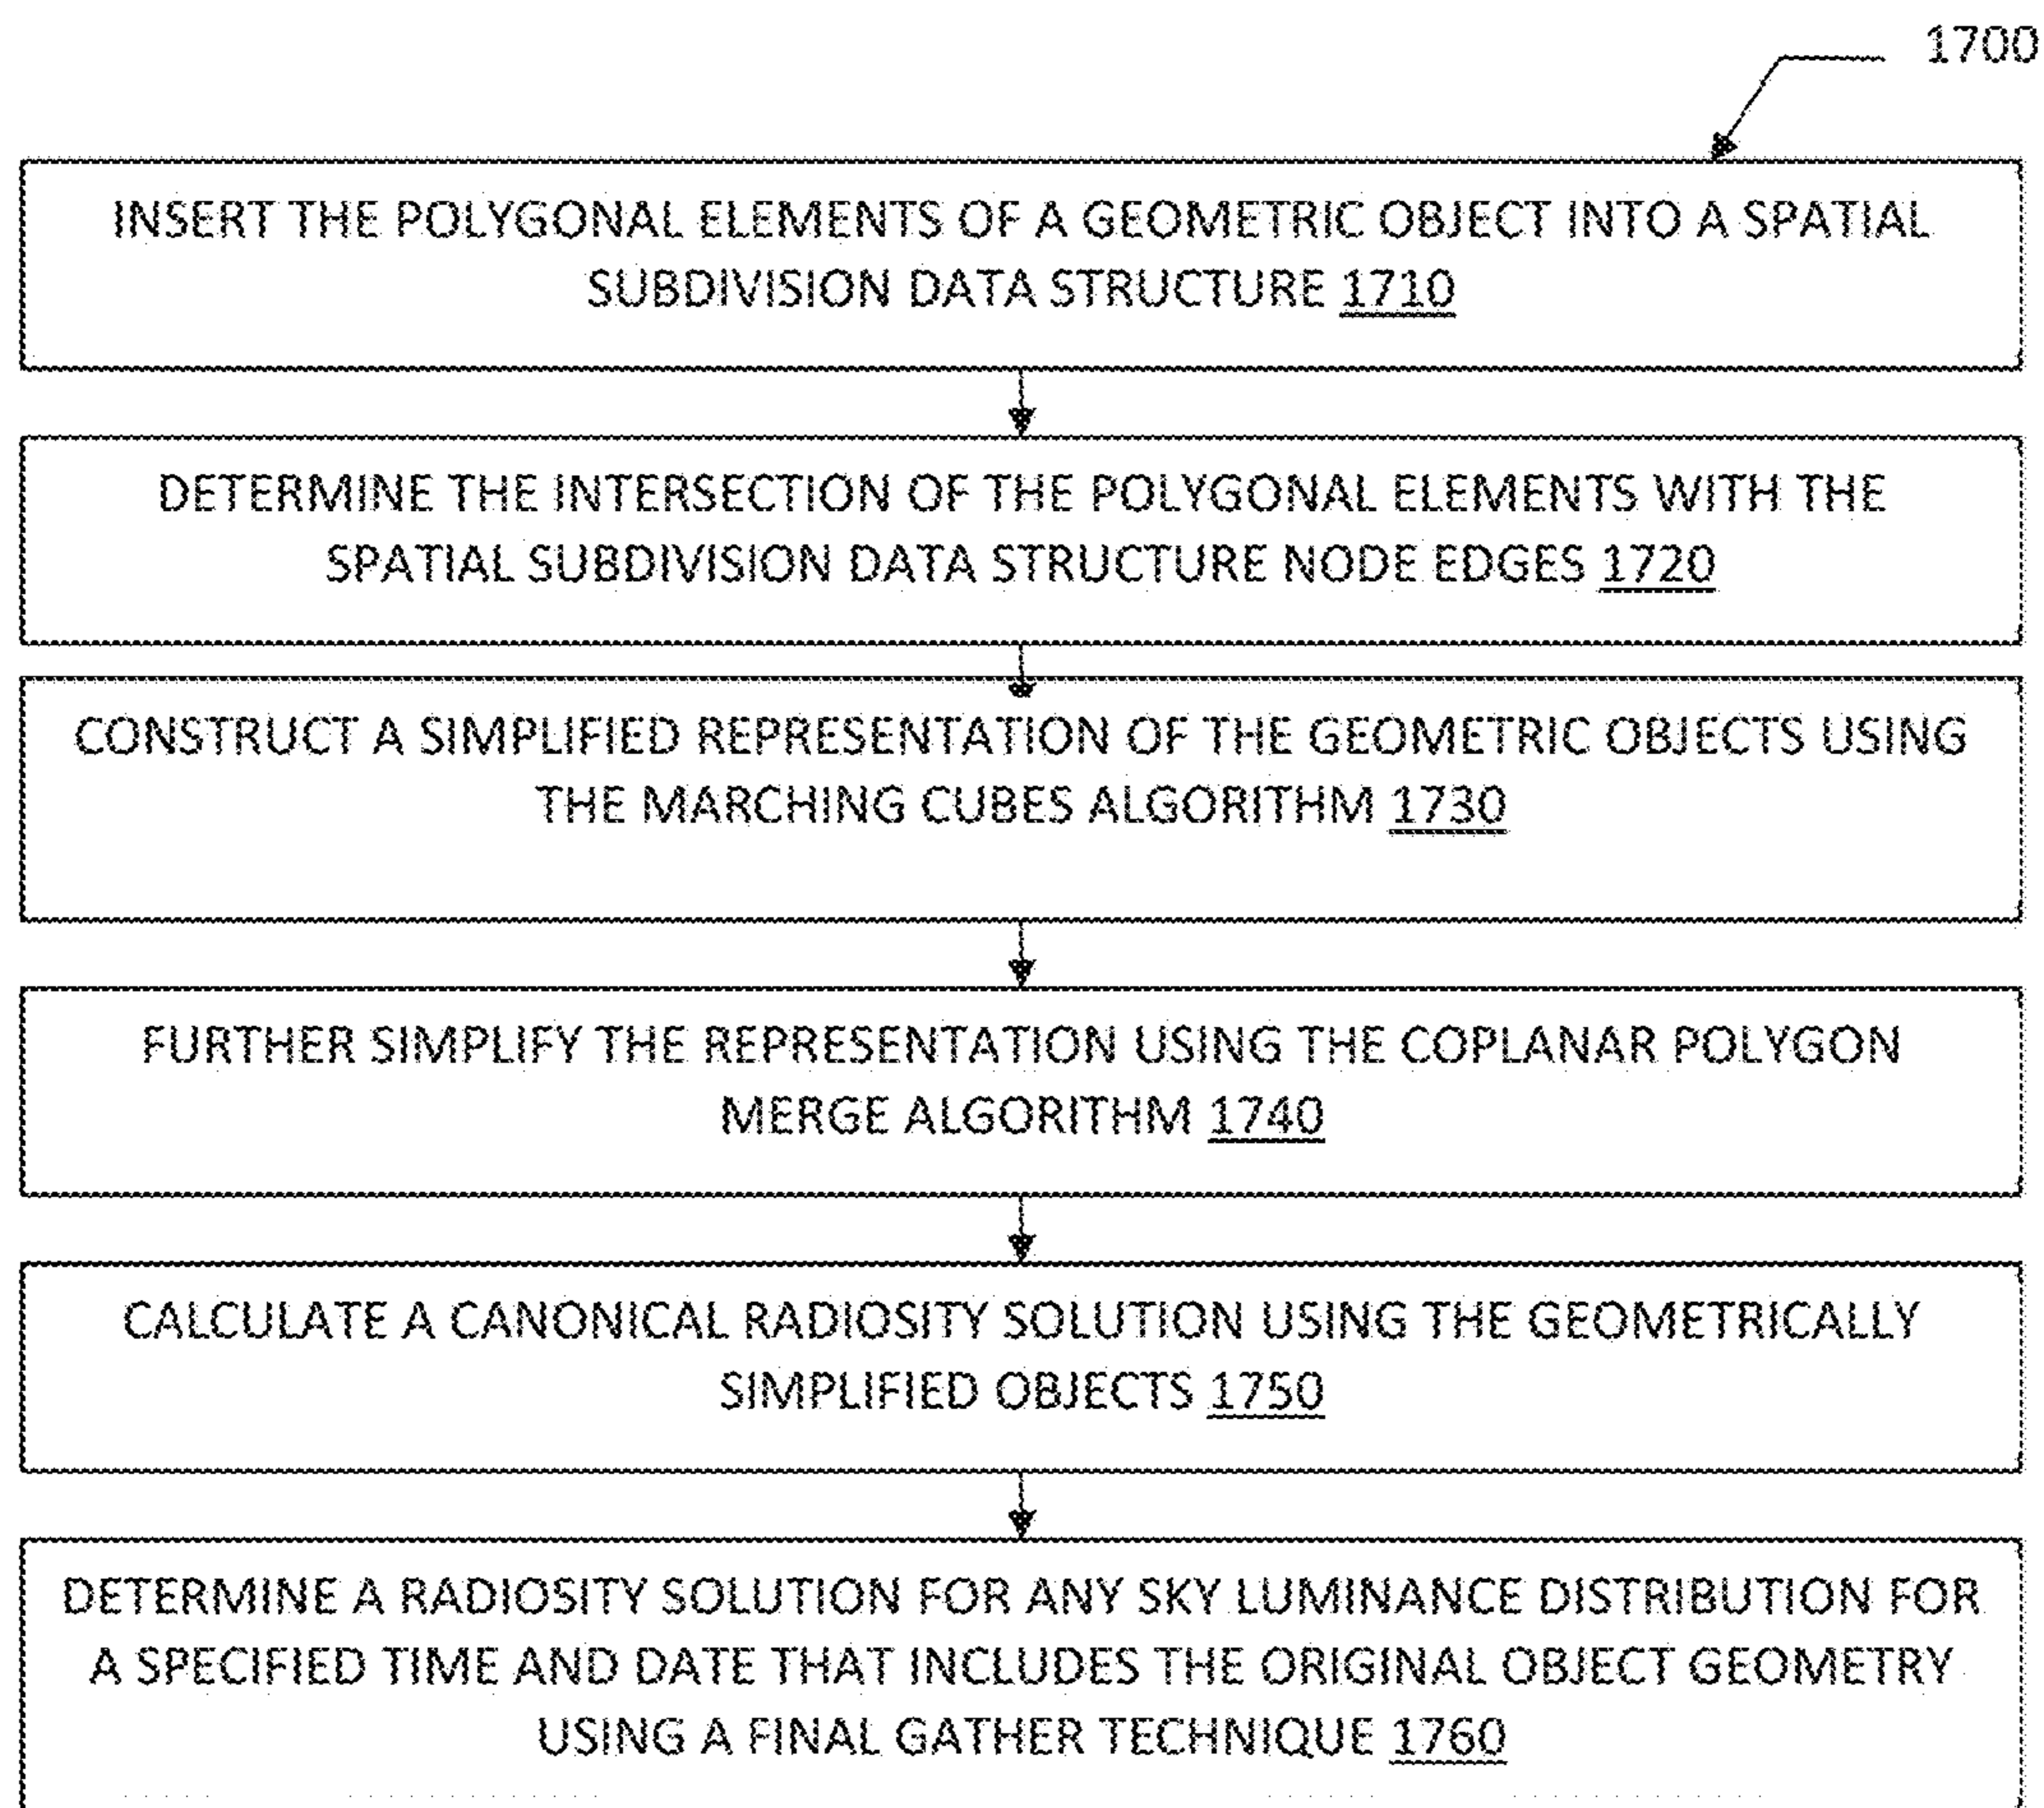 1700
INSERT THE POLYGONAL ELEMENTS OF A GEOMETRIC OBJECT INTO A SPATIAL
SUBDIVISION DATA STRUCTURE 1710
DETERMINE THE INTERSECTION OF THE POLYGONAL ELEMENTS WITH THE
SPATIAL SUBDIVISION DATA STRUCTURE NODE EDGES 1720
CONSTRUCT A SIMPLIFIED REPRESENTATION OF THE GEOMETRIC OBJECTS USING
THE MARCHING CUBES ALGORITHM 1730
FURTHER SIMPLIFY THE REPRESENTATION USING THE COPLANAR POLYGON
MERGE ALGORITHM 1740
CALCULATE A CANONICAL RADIOSITY SOLUTION USING THE GEOMETRICALLY
SIMPLIFIED OBJECTS 1750
DETERMINE A RADIOSITY SOLUTION FOR ANY SKY LUMINANCE DISTRIBUTION FOR
A SPECIFIED TIME AND DATE THAT INCLUDES THE ORIGINAL OBJECT GEOMETRY
USING A FINAL GATHER TECHNIQUE 1760